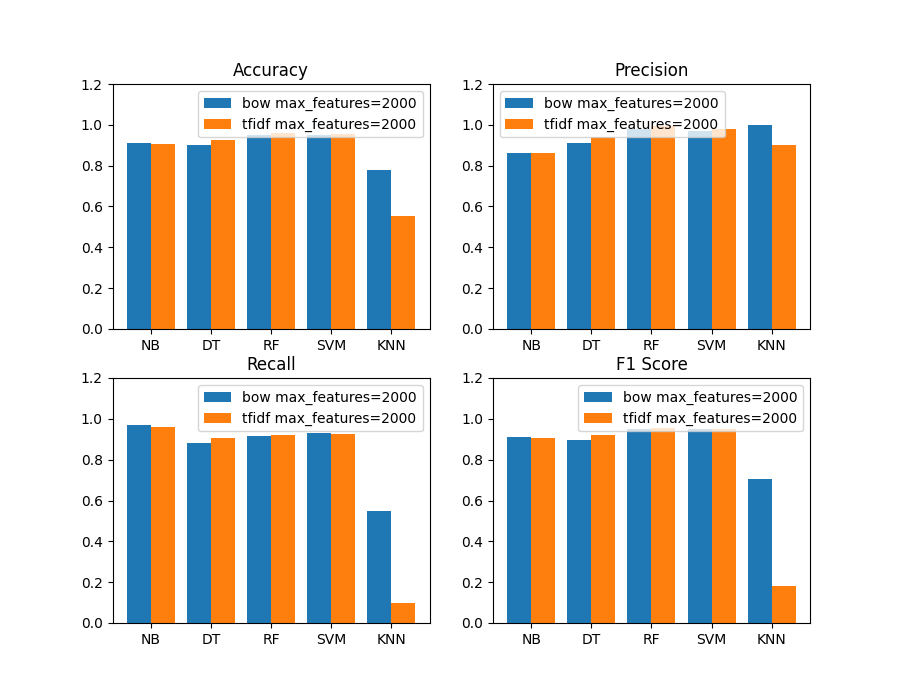 Accuracy
1.2
1.0
0.8
0.6
0.4
0.2
0.0
bow max_features=2000
tfidf max_features=2000
NB DT RF SVM KNN
Precision
1.2
1.0
0.8
0.6
0.4
0.2
0.0
bow max_features=2000
tfidf max_features=2000
NB DT RF SVM KNN
Recall
1.2
1.0
0.8
0.6
0.4
0.2
0.0
bow max_features=2000
tfidf max_features=2000
NB DT RF SVM KNN
F1 Score
1.2
1.0
0.8
0.6
0.4
0.2
0.0
bow max_features=2000
tfidf max_features=2000
NB DT RF SVM KNN